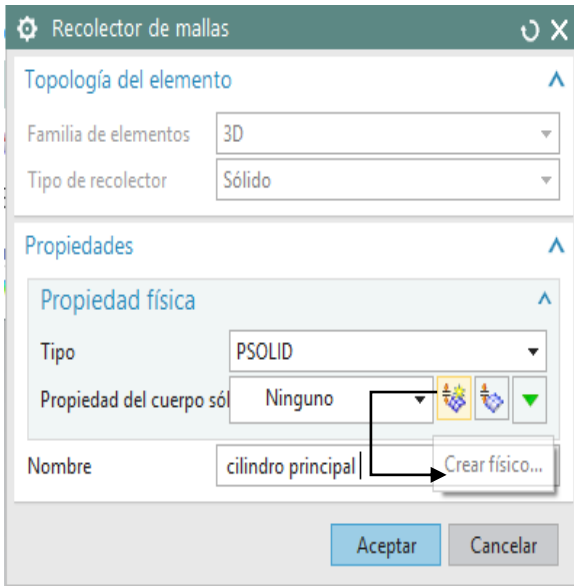 Recolector de mallas
Topología del elemento
Familia de elementos 3D
Tipo de recolector Sólido
Propiedades
Propiedad física
Tipo PSOLID
Propiedad del cuerpo sól Ninguno
Nombre cilindro principal Crear físico...
Aceptar Cancelar